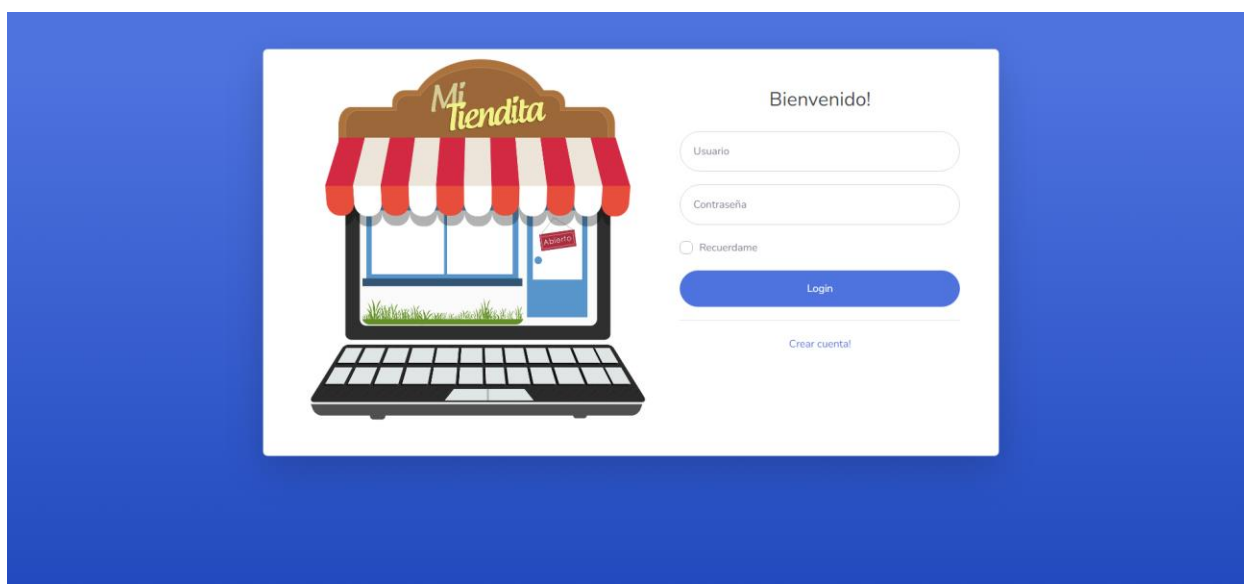 Mi
Tiendita
Abierto
Bienvenido!
Usuario
Contraseña
Recuerdame
Login
Crear cuenta!